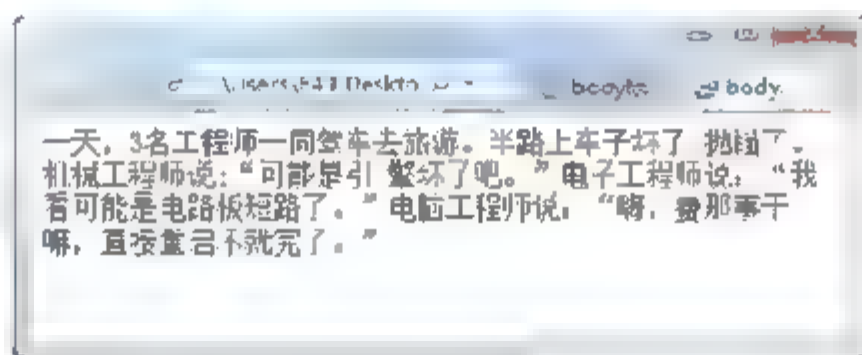 body
一天，3名工程师一同驾车去旅游。半路上车子坏了 抛锚了。
机械工程师说：“可能是引 擎坏了吧。”电子工程师说：“我
看可能是电路板短路了。”电脑工程师说：“嗨，费那事干
嘛，直接重启不就完了。”